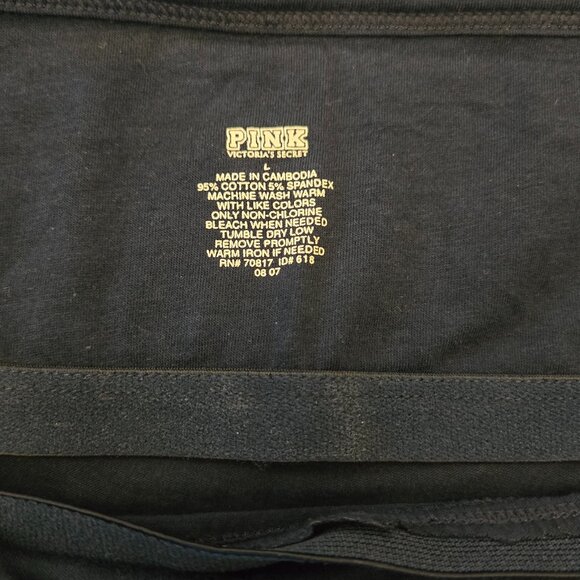 PINK
VICTORIA'S SECRET
L
MADE IN CAMBODIA
95% COTTON 5% SPANDEX
MACHINE WASH WARM
WITH LIKE COLORS
ONLY NON-CHLORINE
BLEACH WHEN NEEDED
TUMBLE DRY LOW
REMOVE PROMPTLY
WARM IRON IF NEEDED
RN# 70817 ID# 618
08 07